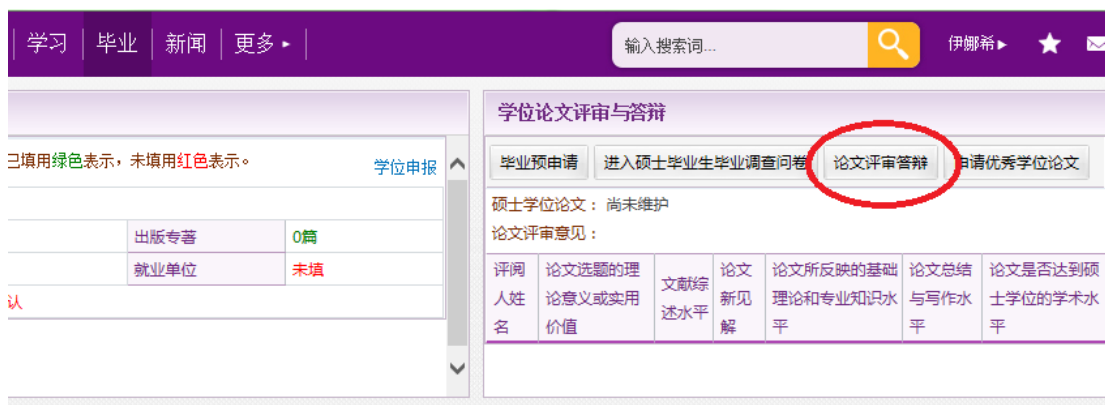 学习 毕业 新闻 更多 输入搜索词... 伊娜希
学位论文评审与答辩
已填用绿色表示，未填用红色表示。 学位申报
毕业预申请 进入硕士毕业生毕业调查问卷 论文评审答辩 申请优秀学位论文
硕士学位论文： 尚未维护
论文评审意见：
出版专著 0篇
就业单位 未填
认
评阅人姓名 论文选题的理论意义或实用价值 文献综述水平 论文新见解 论文所反映的基础理论和专业知识水平 论文总结与写作水平 论文是否达到硕士学位的学术水平